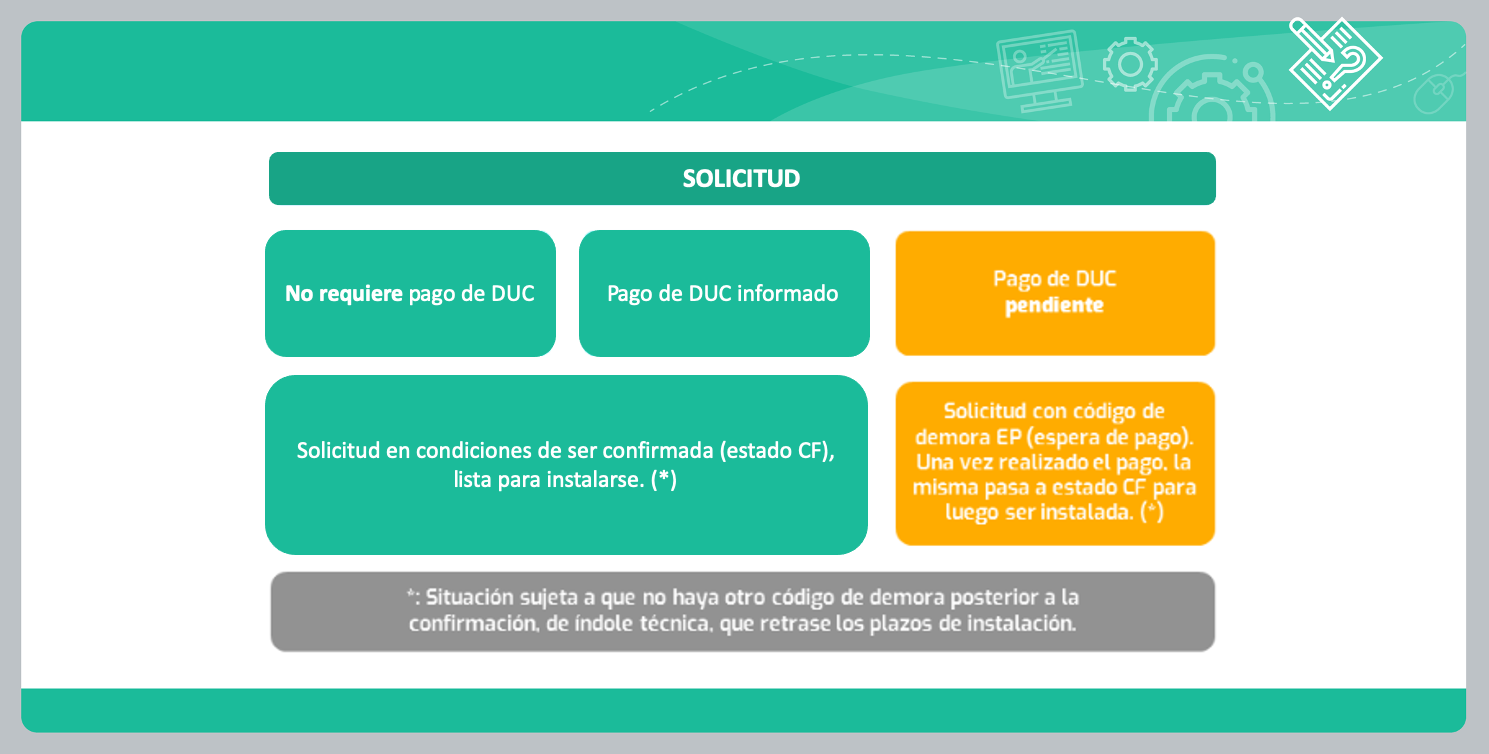 SOLICITUD
No requiere pago de DUC
Pago de DUC informado
Pago de DUC
pendiente
Solicitud en condiciones de ser confirmada (estado CF),
lista para instalarse. (*)
Solicitud con código de
demora EP (espera de pago).
Una vez realizado el pago, la
misma pasa a estado CF para
luego ser instalada. (*)
*: Situación sujeta a que no haya otro código de demora posterior a la
confirmación, de índole técnica, que retrase los plazos de instalación.